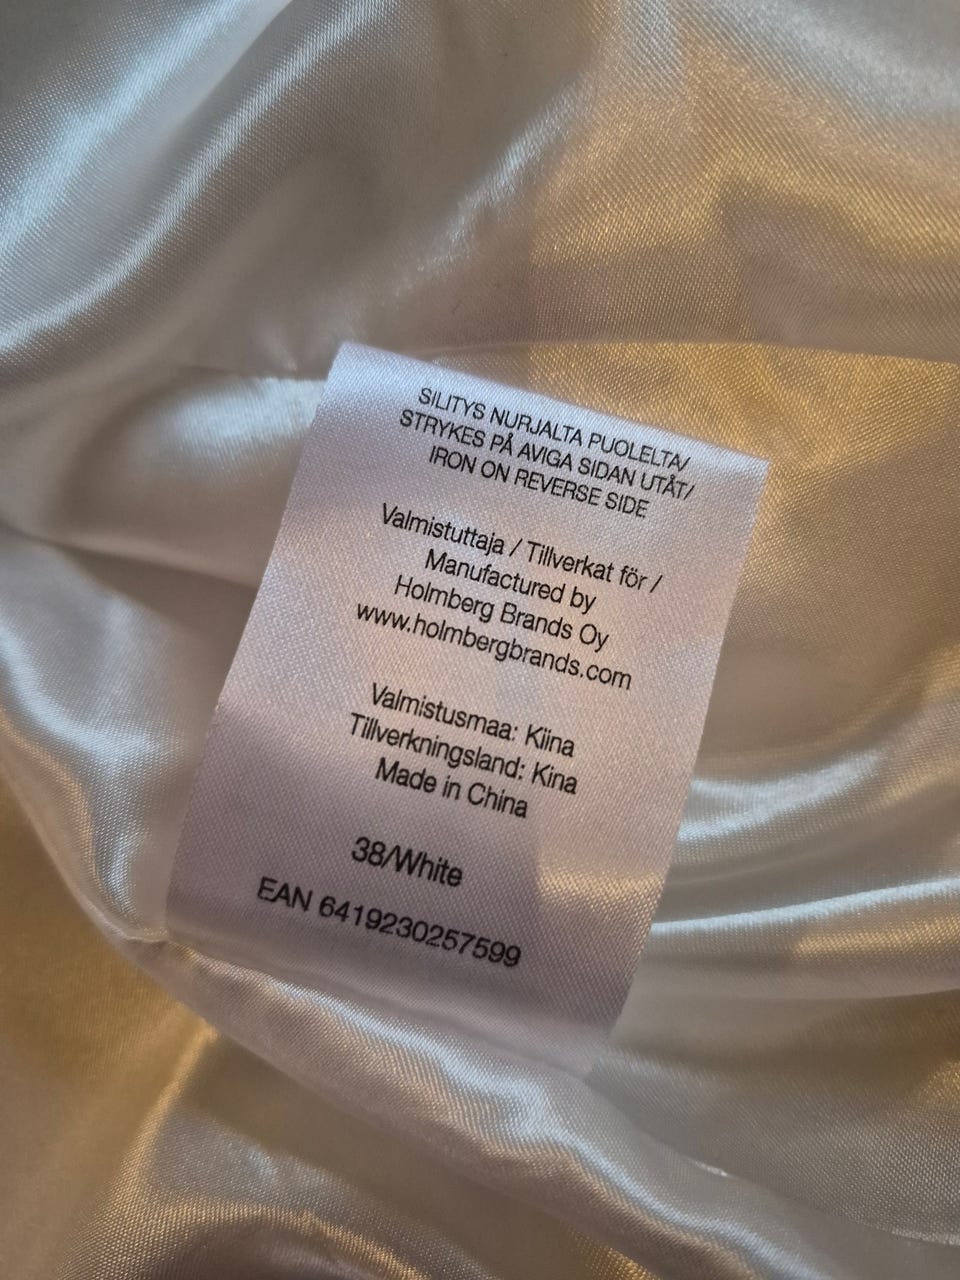 SILITYS NURJALTA PUOLELTA/
STRYKES PÅ AVIGA SIDAN UTÅT/
IRON ON REVERSE SIDE
Valmistuttaja / Tillverkat för /
Manufactured by
Holmberg Brands Oy
www.holmbergbrands.com
Valmistusmaa: Kiina
Tillverkningsland: Kina
Made in China
38/White
EAN 6419230257599